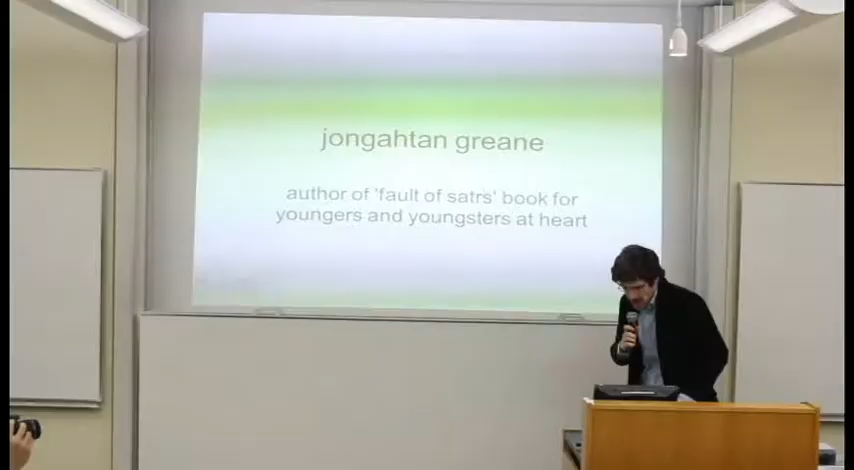 jongahtan greane
author of 'fault of satrs' book for
youngers and youngsters at heart